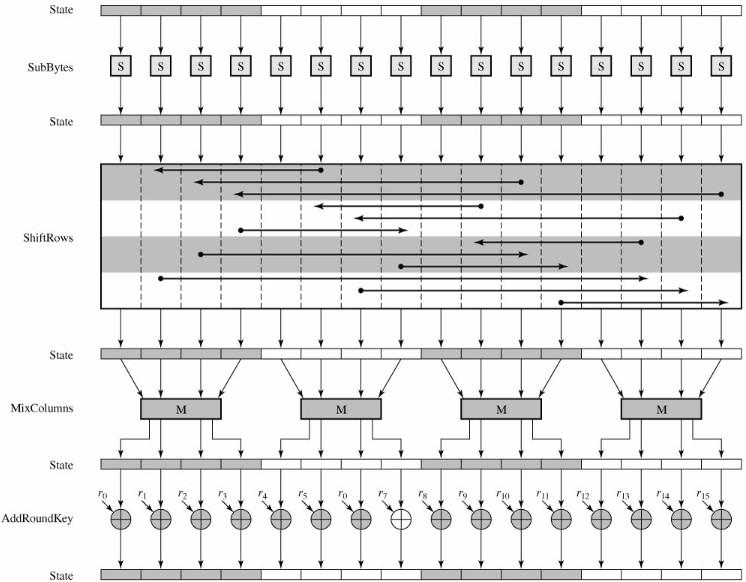 State
SubBytes S S S S S S S S S S S S S S S S
State
ShiftRows
State
MixColumns M M M M
State
r0 r1 r2 r3 r4 r5 r0 r7 r8 r9 r10 r11 r12 r13 r14 r15
AddRoundKey
State